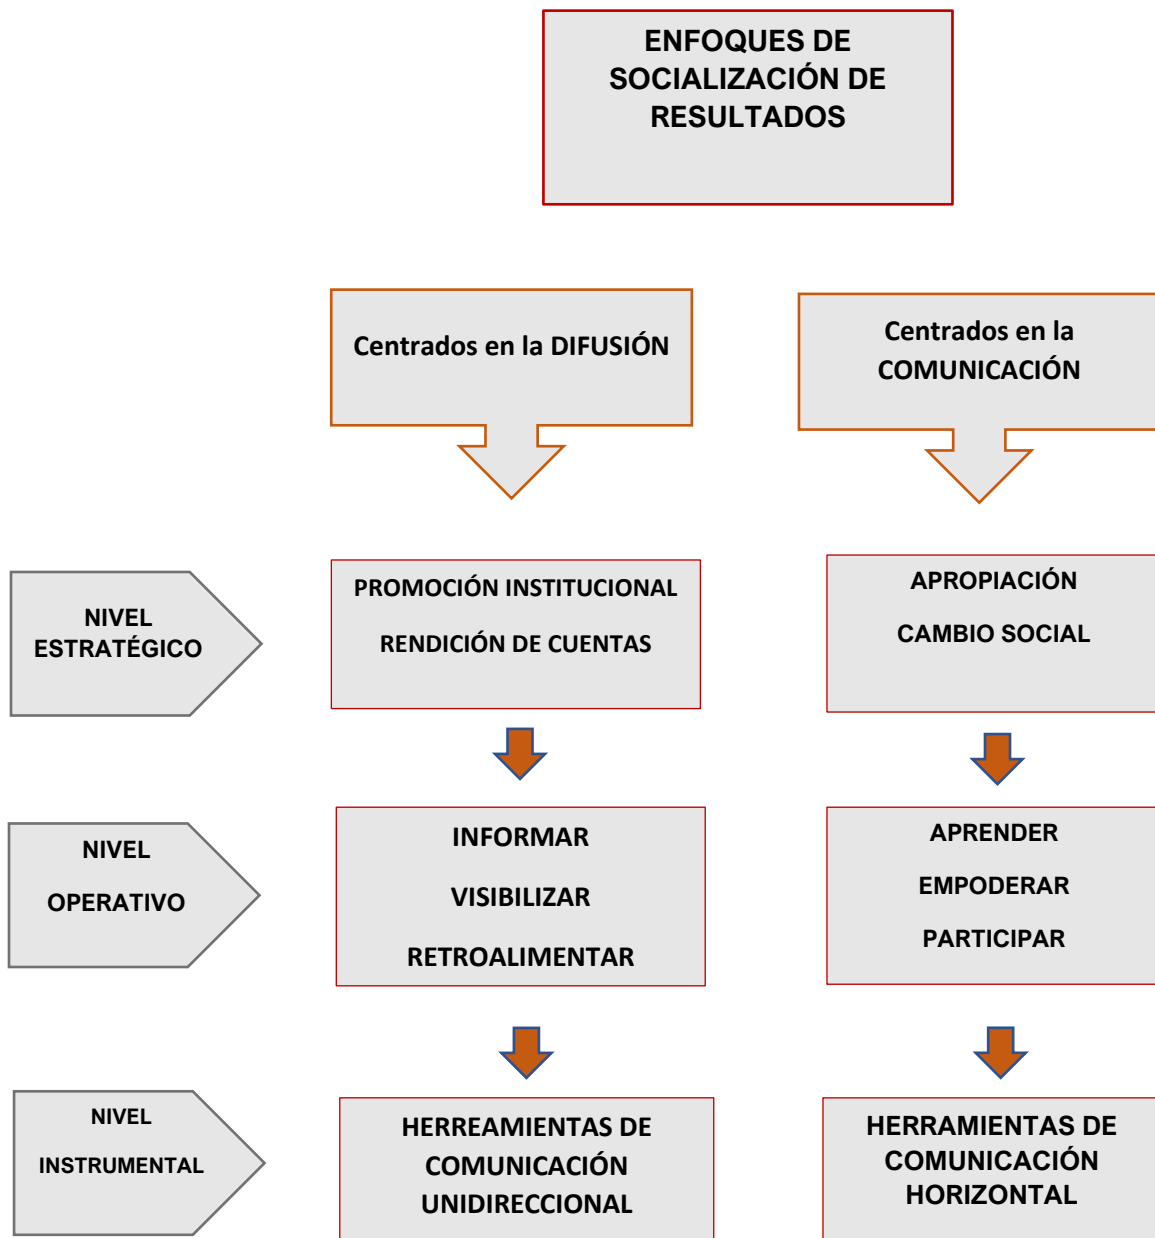 ENFOQUES DE
SOCIALIZACIÓN DE
RESULTADOS
Centrados en la DIFUSIÓN
Centrados en la
COMUNICACIÓN
NIVEL
ESTRATÉGICO
PROMOCIÓN INSTITUCIONAL
RENDICIÓN DE CUENTAS
APROPIACIÓN
CAMBIO SOCIAL
NIVEL
OPERATIVO
INFORMAR
VISIBILIZAR
RETROALIMENTAR
APRENDER
EMPODERAR
PARTICIPAR
NIVEL
INSTRUMENTAL
HERREAMIENTAS DE
COMUNICACIÓN
UNIDIRECCIONAL
HERRAMIENTAS DE
COMUNICACIÓN
HORIZONTAL